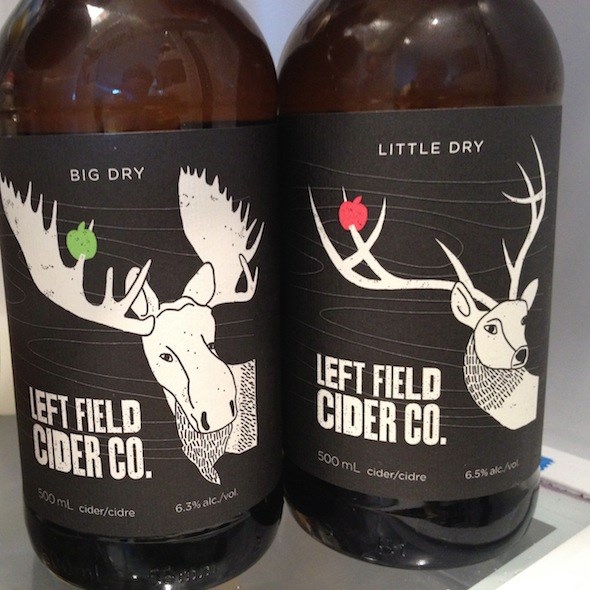 BIG DRY
LEFT FIELD
CIDER CO.
500 mL cider/cidre 6.3% alc./vol.
LITTLE DRY
LEFT FIELD
CIDER CO.
500 mL cider/cidre 6.5% alc./vol.